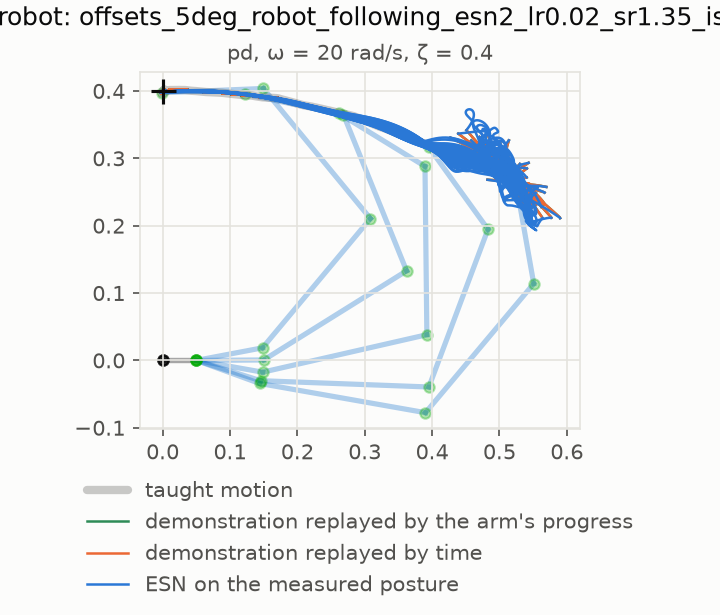 robot: offsets_5deg_robot_following_esn2_lr0.02_sr1.35_is
pd, ω = 20 rad/s, ζ = 0.4
0.4
0.3
0.2
0.1
0.0
−0.1
0.0 0.1 0.2 0.3 0.4 0.5 0.6
taught motion
demonstration replayed by the arm's progress
demonstration replayed by time
ESN on the measured posture